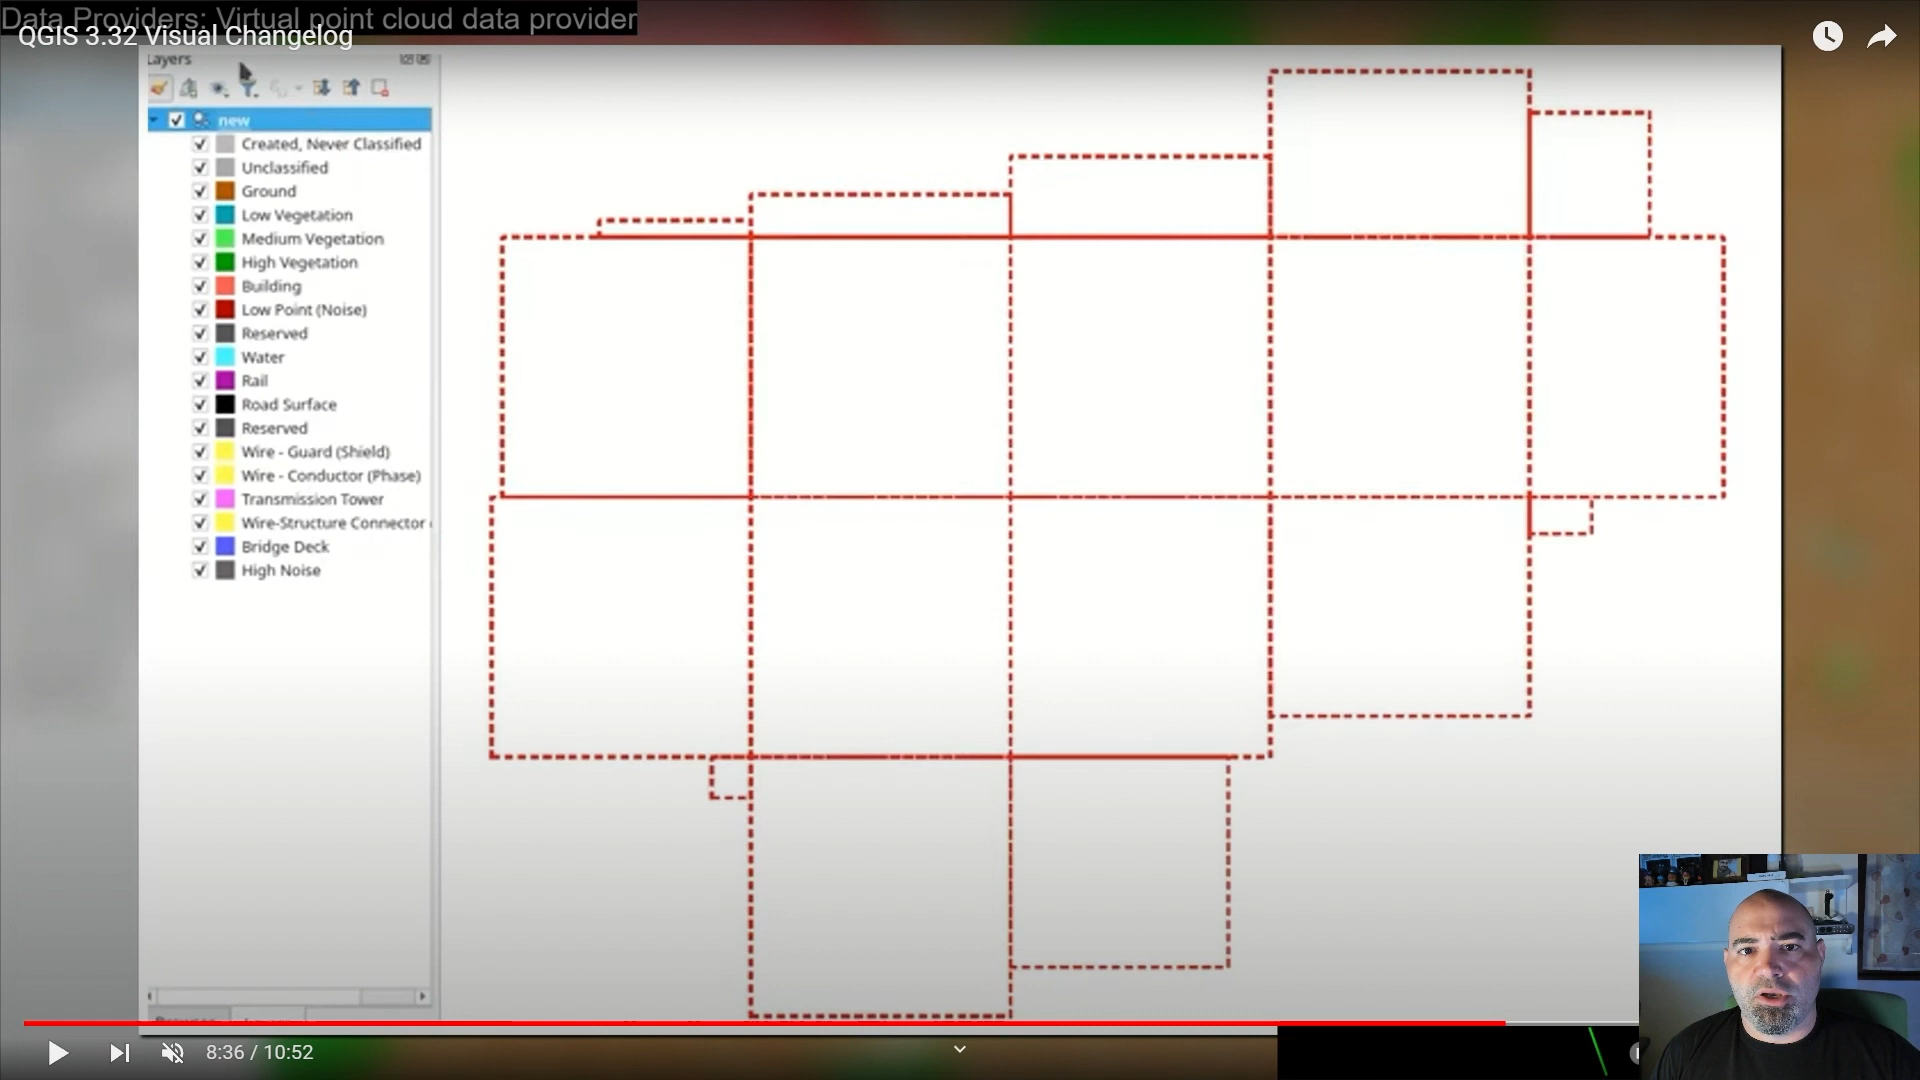 Data Providers: Virtual point cloud data provider
QGIS 3.32 Visual Changelog
Layers
new
Created, Never Classified
Unclassified
Ground
Low Vegetation
Medium Vegetation
High Vegetation
Building
Low Point (Noise)
Reserved
Water
Rail
Road Surface
Reserved
Wire - Guard (Shield)
Wire - Conductor (Phase)
Transmission Tower
Wire-Structure Connector
Bridge Deck
High Noise
8:36 / 10:52